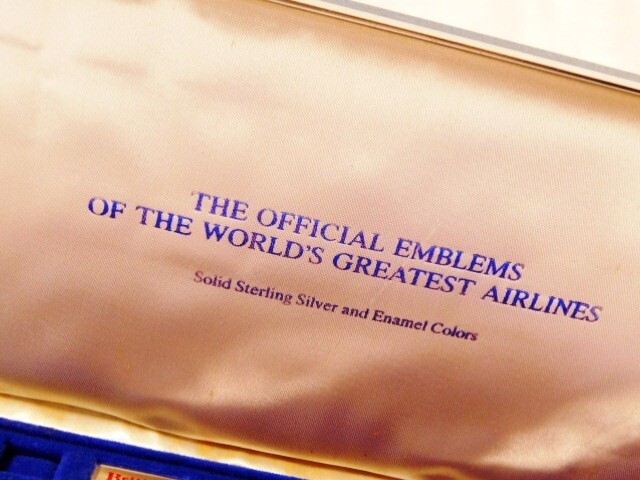 THE OFFICIAL EMBLEMS
OF THE WORLD'S GREATEST AIRLINES
Solid Sterling Silver and Enamel Colors